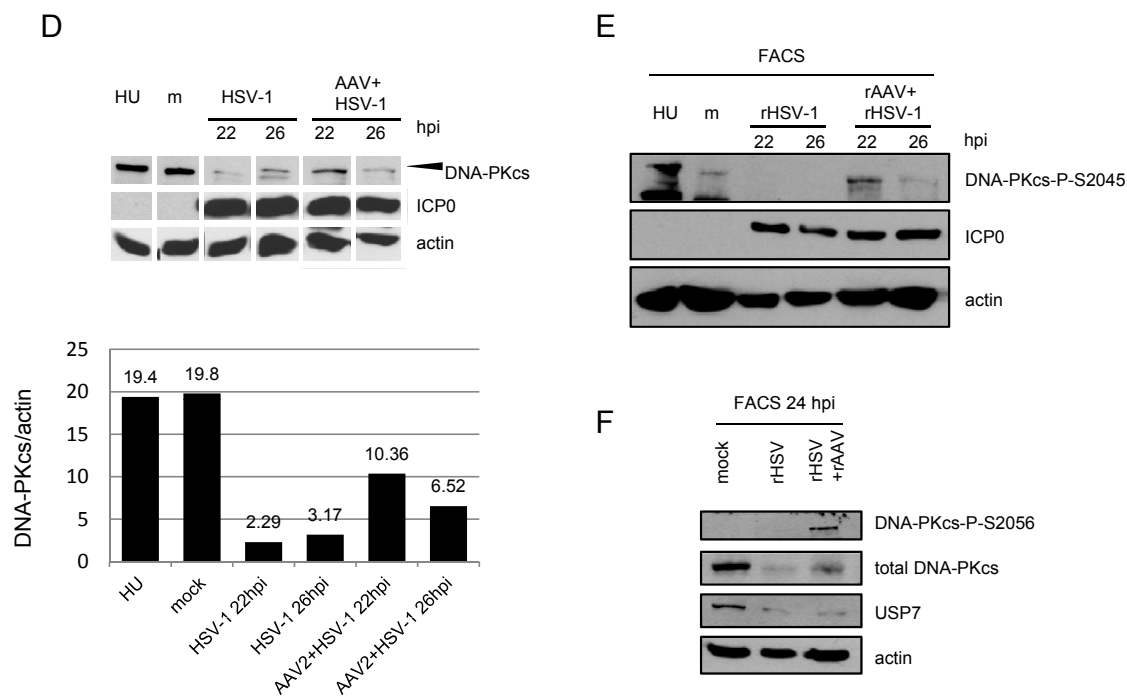 D
HU m HSV-1 AAV+
HSV-1
22 26 22 26 hpi
DNA-PKcs
ICP0
actin
DNA-PKcs/actin
25
20
15
10
5
0
19.4
19.8
2.29
3.17
10.36
6.52
HU
mock
HSV-1 22hpi
HSV-1 26hpi
AAV2+HSV-1 22hpi
AAV2+HSV-1 26hpi
E
FACS
HU m rHSV-1 rAAV+
rHSV-1
22 26 22 26 hpi
DNA-PKcs-P-S2045
ICP0
actin
F
FACS 24 hpi
mock
rHSV
rHSV
+rAAV
DNA-PKcs-P-S2056
total DNA-PKcs
USP7
actin